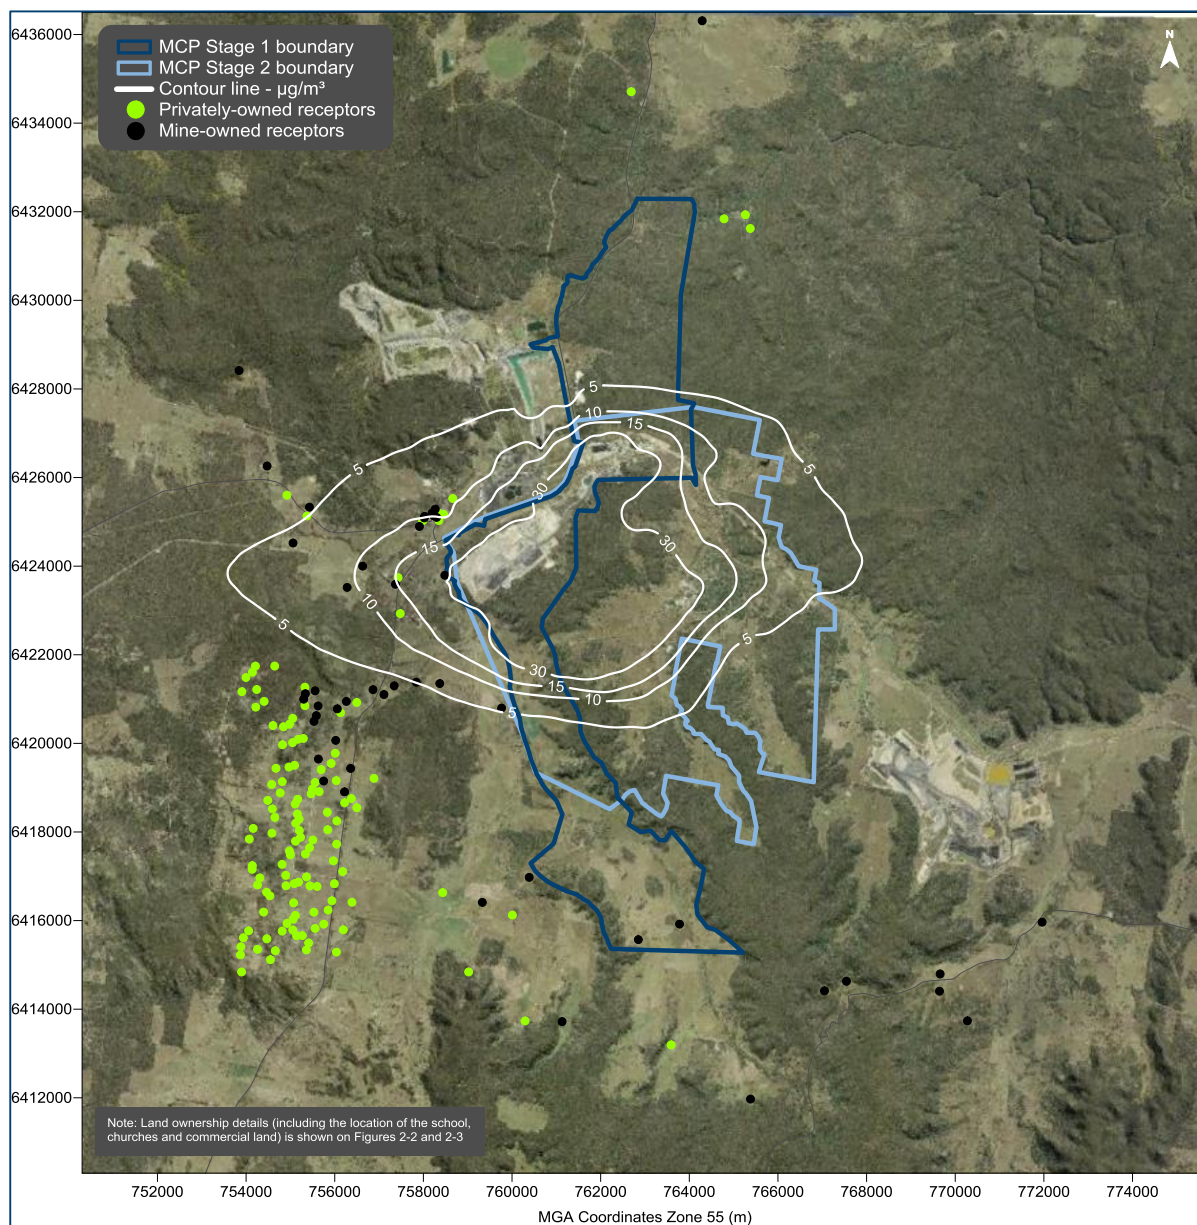 MCP Stage 1 boundary
MCP Stage 2 boundary
Contour line - µg/m³
Privately-owned receptors
Mine-owned receptors
N
6436000
6434000
6432000
6430000
6428000
6426000
6424000
6422000
6420000
6418000
6416000
6414000
6412000
5
10
15
5
5
30
15
30
10
5
5
30
15
10
5
Note: Land ownership details (including the location of the school,
churches and commercial land) is shown on Figures 2-2 and 2-3
752000 754000 756000 758000 760000 762000 764000 766000 768000 770000 772000 774000
MGA Coordinates Zone 55 (m)